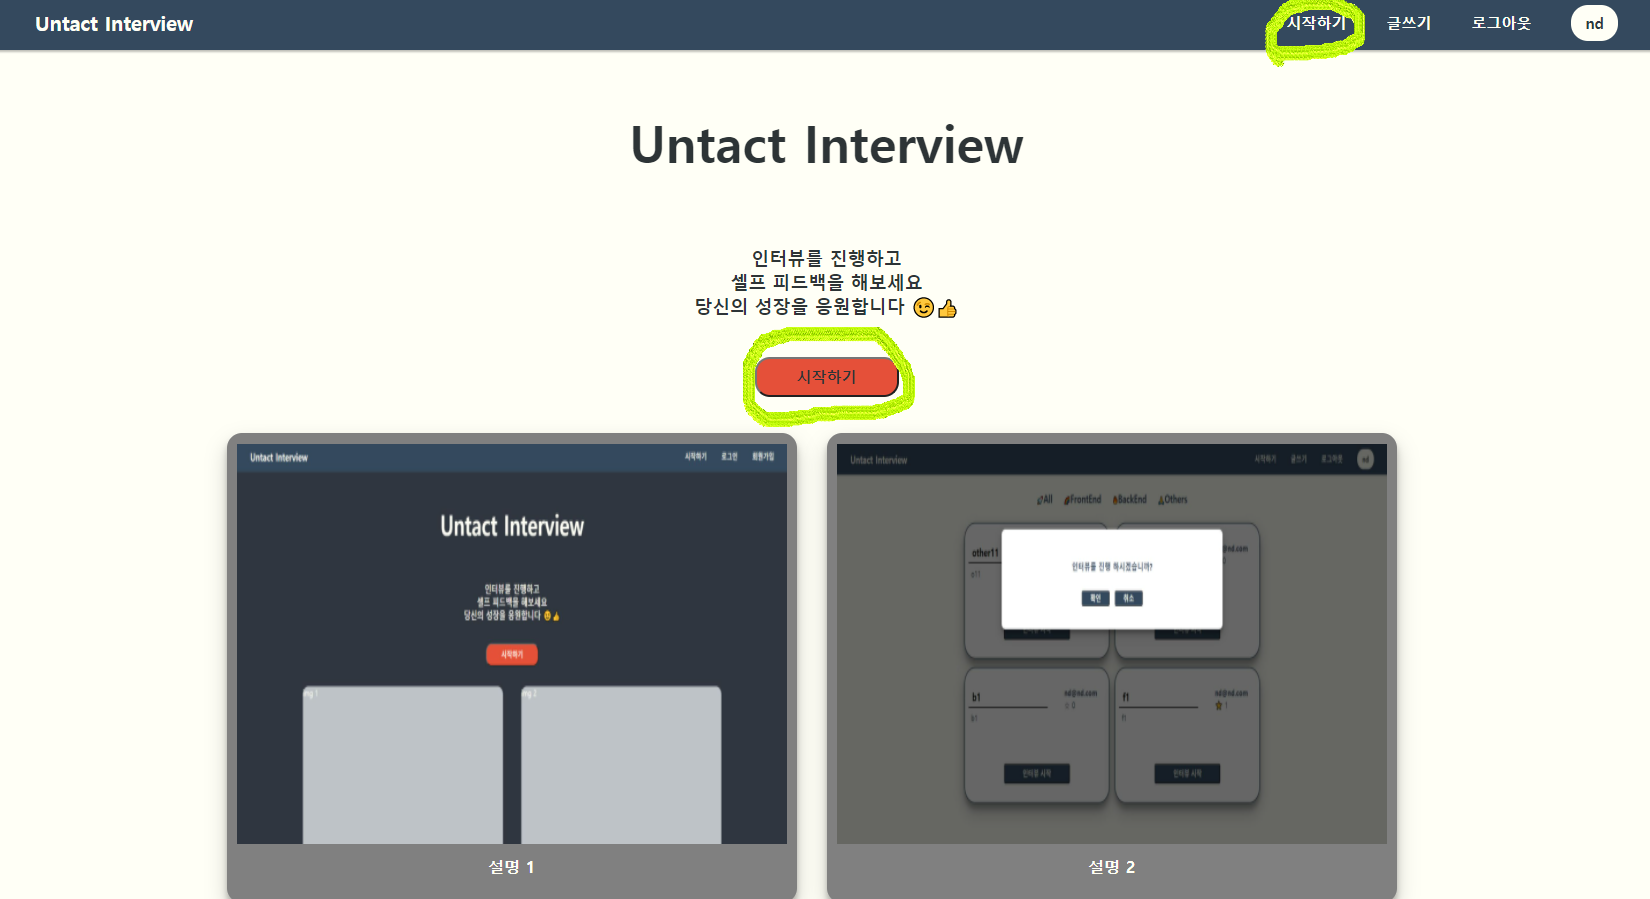 Untact Interview
시작하기
글쓰기
로그아웃
nd
Untact Interview
인터뷰를 진행하고
셀프 피드백을 해보세요
당신의 성장을 응원합니다 😉👍
시작하기
Untact Interview
시작하기
로그인
회원가입
Untact Interview
인터뷰를 진행하고
셀프 피드백을 해보세요
당신의 성장을 응원합니다 😉👍
시작하기
img 1
img 2
설명 1
Untact Interview
시작하기
글쓰기
로그아웃
nd
All
FrontEnd
BackEnd
Others
other11
@nd.com
인터뷰를 진행 하시겠습니까?
확인
취소
b1
nd@nd.com
0
b1
인터뷰 시작
f1
nd@nd.com
1
f1
인터뷰 시작
설명 2